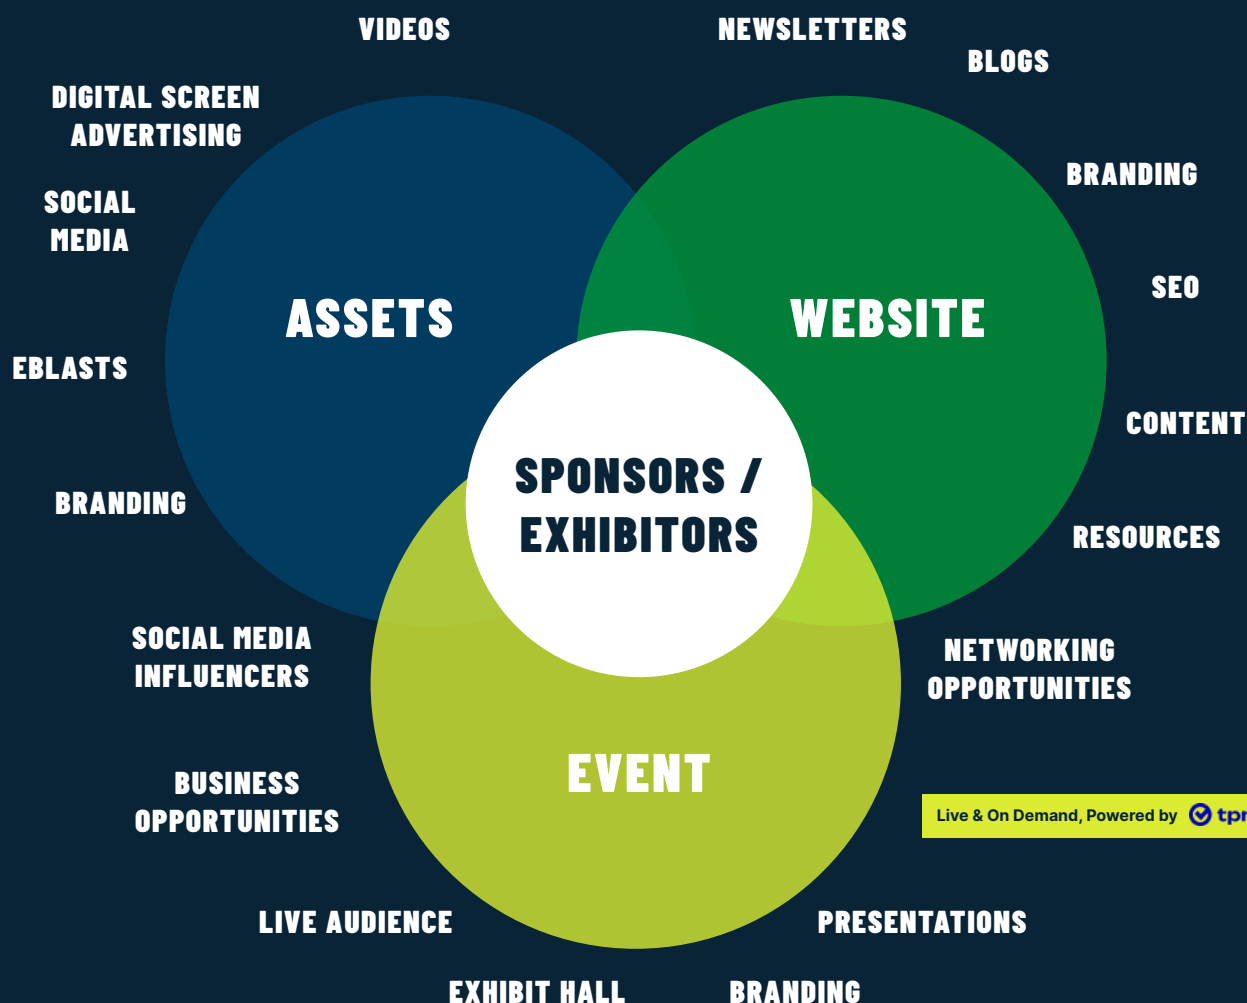 VIDEOS
NEWSLETTERS
BLOGS
DIGITAL SCREEN
ADVERTISING
BRANDING
SOCIAL
MEDIA
SEO
ASSETS
WEBSITE
EBLASTS
CONTENT
SPONSORS /
EXHIBITORS
BRANDING
RESOURCES
SOCIAL MEDIA
INFLUENCERS
NETWORKING
OPPORTUNITIES
EVENT
BUSINESS
OPPORTUNITIES
Live & On Demand, Powered by
LIVE AUDIENCE
PRESENTATIONS
EXHIBIT HALL
BRANDING